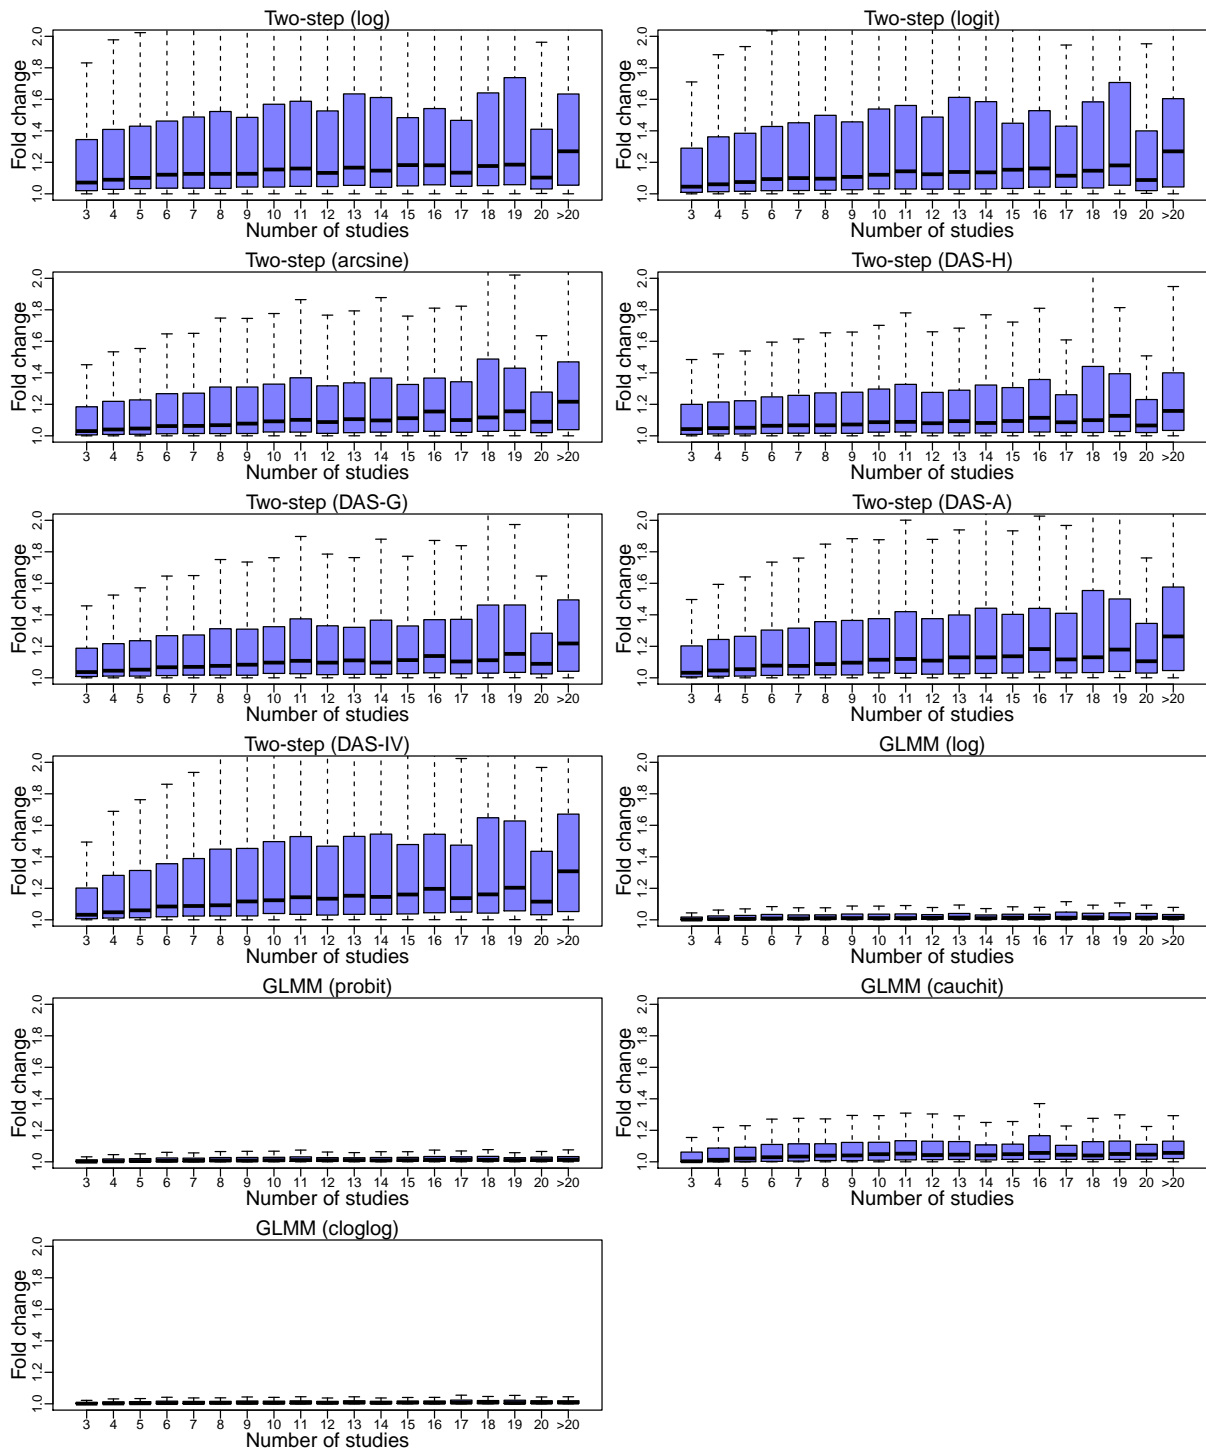 Two-step (log)
Fold change
1.0 1.2 1.4 1.6 1.8 2.0
3 4 5 6 7 8 9 10 11 12 13 14 15 16 17 18 19 20 >20
Number of studies
Two-step (logit)
Fold change
1.0 1.2 1.4 1.6 1.8 2.0
3 4 5 6 7 8 9 10 11 12 13 14 15 16 17 18 19 20 >20
Number of studies
Two-step (arcsine)
Fold change
1.0 1.2 1.4 1.6 1.8 2.0
3 4 5 6 7 8 9 10 11 12 13 14 15 16 17 18 19 20 >20
Number of studies
Two-step (DAS-H)
Fold change
1.0 1.2 1.4 1.6 1.8 2.0
3 4 5 6 7 8 9 10 11 12 13 14 15 16 17 18 19 20 >20
Number of studies
Two-step (DAS-G)
Fold change
1.0 1.2 1.4 1.6 1.8 2.0
3 4 5 6 7 8 9 10 11 12 13 14 15 16 17 18 19 20 >20
Number of studies
Two-step (DAS-A)
Fold change
1.0 1.2 1.4 1.6 1.8 2.0
3 4 5 6 7 8 9 10 11 12 13 14 15 16 17 18 19 20 >20
Number of studies
Two-step (DAS-IV)
Fold change
1.0 1.2 1.4 1.6 1.8 2.0
3 4 5 6 7 8 9 10 11 12 13 14 15 16 17 18 19 20 >20
Number of studies
GLMM (log)
Fold change
1.0 1.2 1.4 1.6 1.8 2.0
3 4 5 6 7 8 9 10 11 12 13 14 15 16 17 18 19 20 >20
Number of studies
GLMM (probit)
Fold change
1.0 1.2 1.4 1.6 1.8 2.0
3 4 5 6 7 8 9 10 11 12 13 14 15 16 17 18 19 20 >20
Number of studies
GLMM (cauchit)
Fold change
1.0 1.2 1.4 1.6 1.8 2.0
3 4 5 6 7 8 9 10 11 12 13 14 15 16 17 18 19 20 >20
Number of studies
GLMM (cloglog)
Fold change
1.0 1.2 1.4 1.6 1.8 2.0
3 4 5 6 7 8 9 10 11 12 13 14 15 16 17 18 19 20 >20
Number of studies